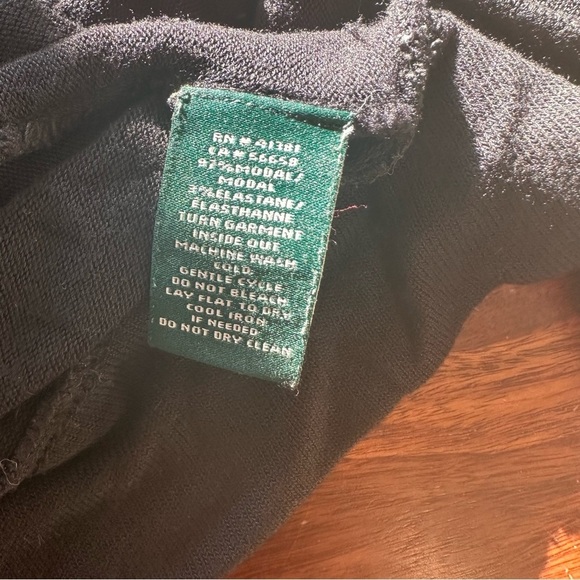 RN # 41381
CA # 56658
97% MODAL/
MODAL
3% ELASTANE/
ÉLASTHANNE
TURN GARMENT
INSIDE OUT
MACHINE WASH
COLD
GENTLE CYCLE
DO NOT BLEACH
LAY FLAT TO DRY
COOL IRON
IF NEEDED
DO NOT DRY CLEAN